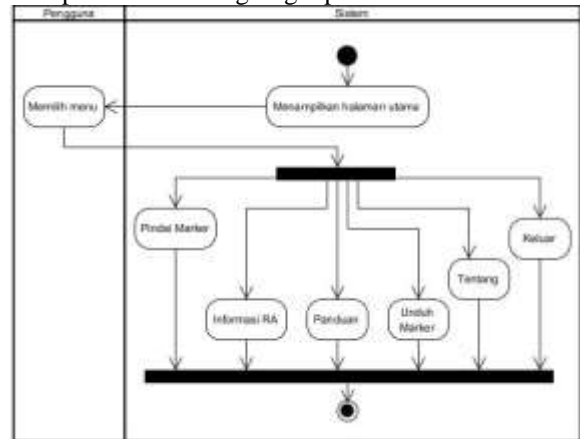 Pengguna
Sistem
Memilih menu
Menampilkan halaman utama
Pindai Marker
Keluar
Tentang
Informasi RA
Panduan
Unduh
Marker